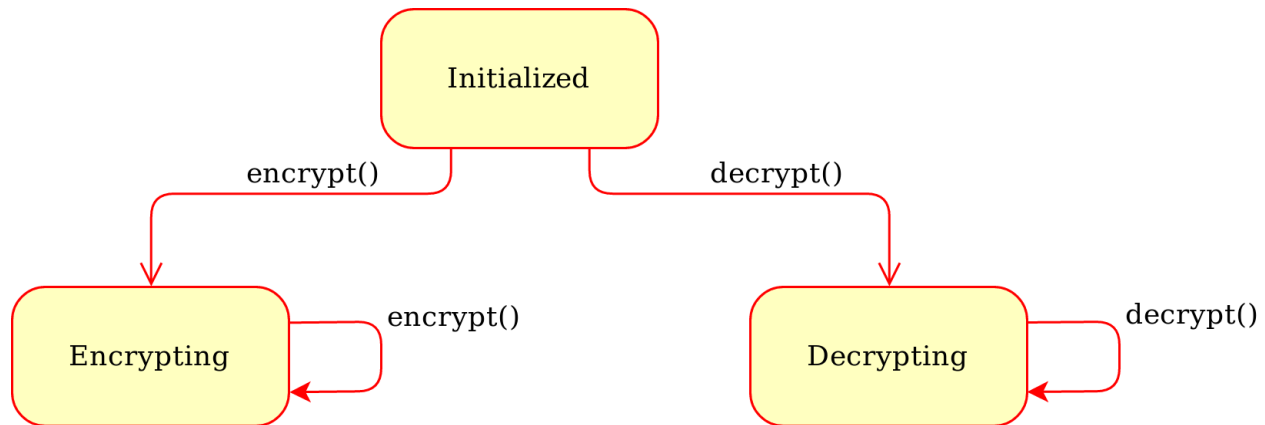 Initialized
encrypt()
decrypt()
encrypt()
decrypt()
Encrypting
Decrypting